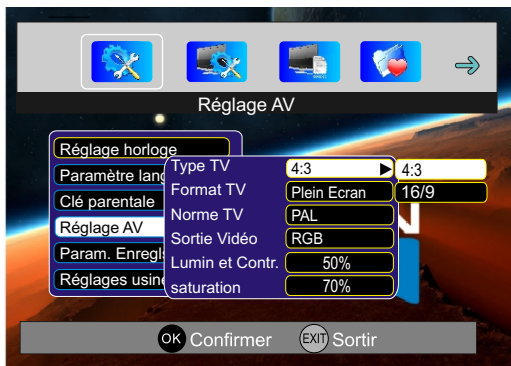 Réglage AV
Réglage horloge
Paramètre lang
Clé parentale
Réglage AV
Param. Enregis
Réglages usine
Type TV 4:3
Format TV Plein Ecran
Norme TV PAL
Sortie Vidéo RGB
Lumin et Contr. 50%
saturation 70%
4:3
16/9
N
OK Confirmer EXIT Sortir